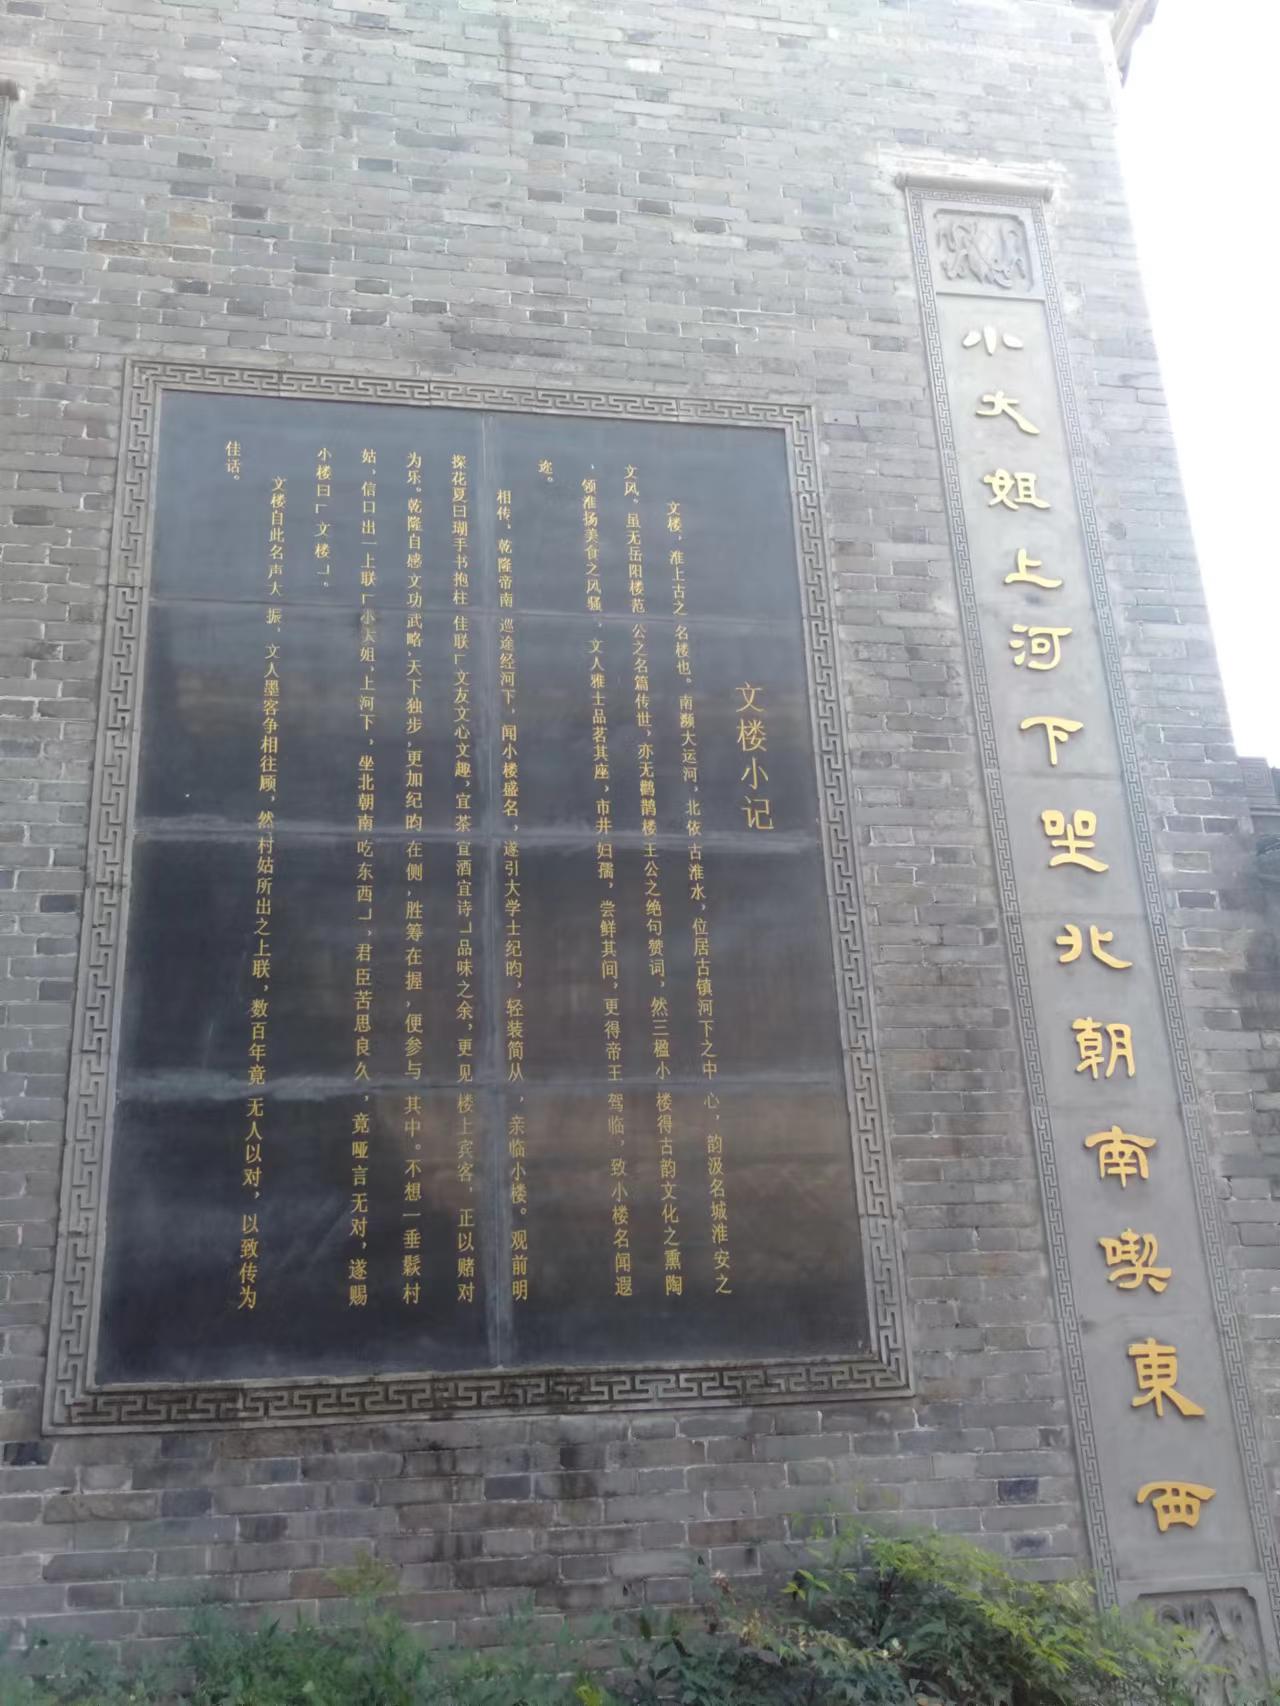 小大姐上河下坐北朝南喫東西
文楼小记
文楼，淮上古之名楼也。南濒大运河，北依古淮水，位居古镇河下之中心，韵汲名城淮安之
文风。虽无岳阳楼范公之名篇传世，亦无鹳鹊楼王公之绝句赞词，然三楹小楼得古韵文化之熏陶
、领淮扬美食之风骚，文人雅士品茗其座，市井妇孺，尝鲜其间，更得帝王驾临，致小楼名闻遐
迩。
相传，乾隆帝南巡途经河下，闻小楼盛名，遂引大学士纪昀，轻装简从，亲临小楼。观前明
探花夏曰瑚手书抱柱佳联「文友文心文趣，宜茶宜酒宜诗」品味之余，更见楼上宾客，正以赌对
为乐。乾隆自感文功武略，天下独步，更加纪昀在侧，胜筹在握，便参与其中。不想一垂髫村
姑，信口出一上联「小大姐，上河下，坐北朝南吃东西」，君臣苦思良久，竟哑言无对，遂赐
小楼曰「文楼」。
文楼自此名声大振，文人墨客争相往顾，然村姑所出之上联，数百年竟无人以对，以致传为
佳话。